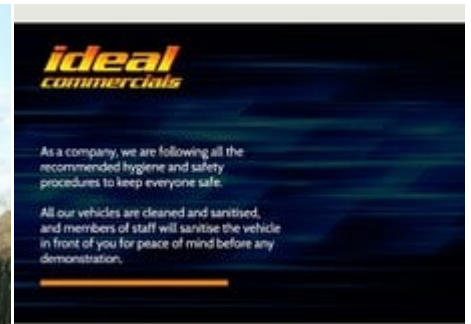 ideal
commercials
As a company, we are following all the
recommended hygiene and safety
procedures to keep everyone safe.
All our vehicles are cleaned and sanitised,
and members of staff will sanitise the vehicle
in front of you for peace of mind before any
demonstration.